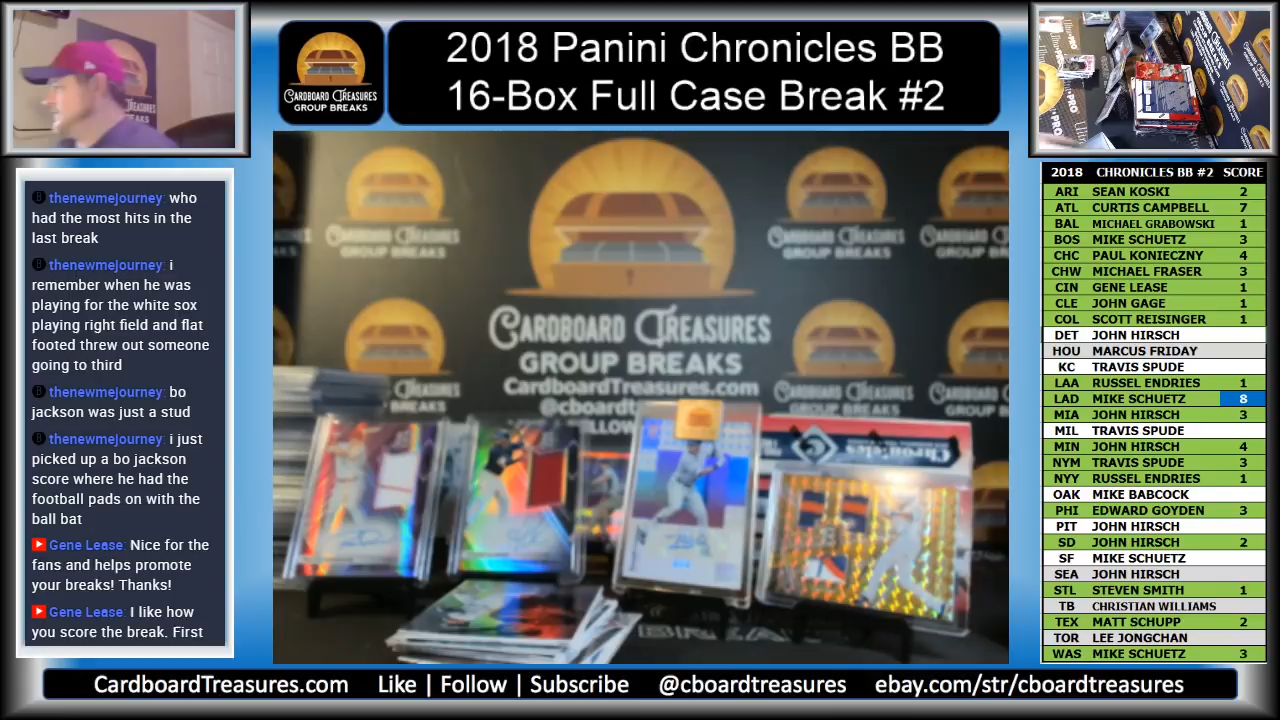 2018 Panini Chronicles BB
16-Box Full Case Break #2
CARDBOARD TREASURES
GROUP BREAKS
thenewmejourney: who
had the most hits in the
last break
thenewmejourney: i
remember when he was
playing for the white sox
playing right field and flat
footed threw out someone
going to third
thenewmejourney: bo
jackson was just a stud
thenewmejourney: i just
picked up a bo jackson
score where he had the
football pads on with the
ball bat
Gene Lease: Nice for the
fans and helps promote
your breaks! Thanks!
Gene Lease: I like how
you score the break. First
CARDBOARD TREASURES
GROUP BREAKS
CardboardTreasures.com
Chronicles
2018 CHRONICLES BB #2 SCORE
ARI SEAN KOSKI 2
ATL CURTIS CAMPBELL 7
BAL MICHAEL GRABOWSKI 1
BOS MIKE SCHUETZ 3
CHC PAUL KONIECZNY 4
CHW MICHAEL FRASER 3
CIN GENE LEASE 1
CLE JOHN GAGE 1
COL SCOTT REISINGER 1
DET JOHN HIRSCH
HOU MARCUS FRIDAY
KC TRAVIS SPUDE
LAA RUSSEL ENDRIES 1
LAD MIKE SCHUETZ 8
MIA JOHN HIRSCH 3
MIL TRAVIS SPUDE
MIN JOHN HIRSCH 4
NYM TRAVIS SPUDE 3
NYY RUSSEL ENDRIES 1
OAK MIKE BABCOCK
PHI EDWARD GOYDEN 3
PIT JOHN HIRSCH
SD JOHN HIRSCH 2
SF MIKE SCHUETZ
SEA JOHN HIRSCH
STL STEVEN SMITH 1
TB CHRISTIAN WILLIAMS
TEX MATT SCHUPP 2
TOR LEE JONGCHAN
WAS MIKE SCHUETZ 3
CardboardTreasures.com Like | Follow | Subscribe @cboardtreasures ebay.com/str/cboardtreasures